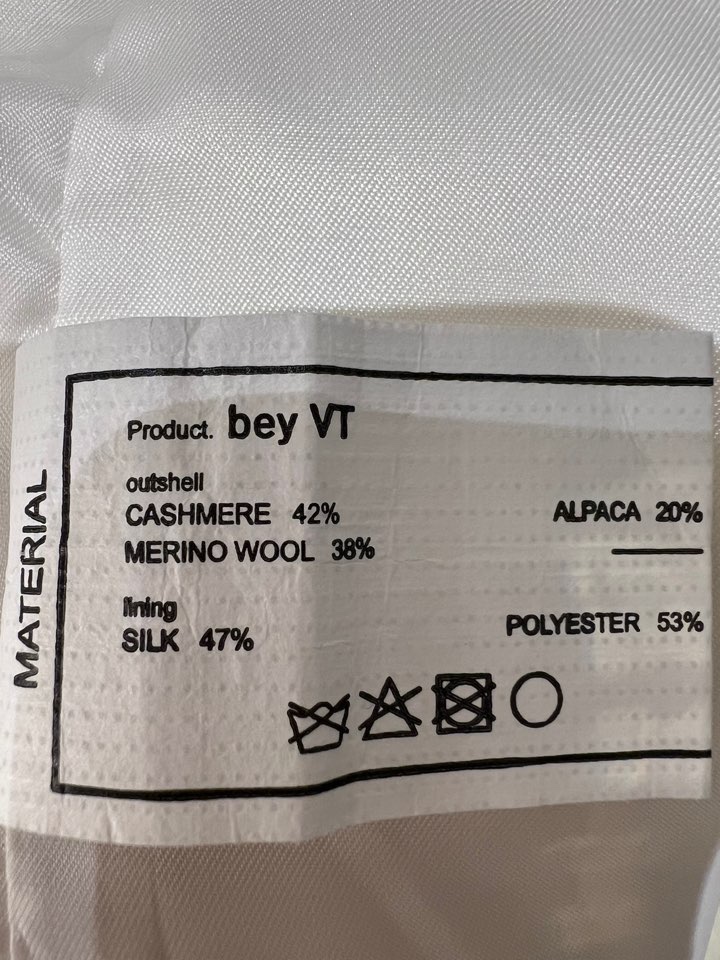 MATERIAL
Product. bey VT
outshell
CASHMERE 42% ALPACA 20%
MERINO WOOL 38%
lining
SILK 47% POLYESTER 53%